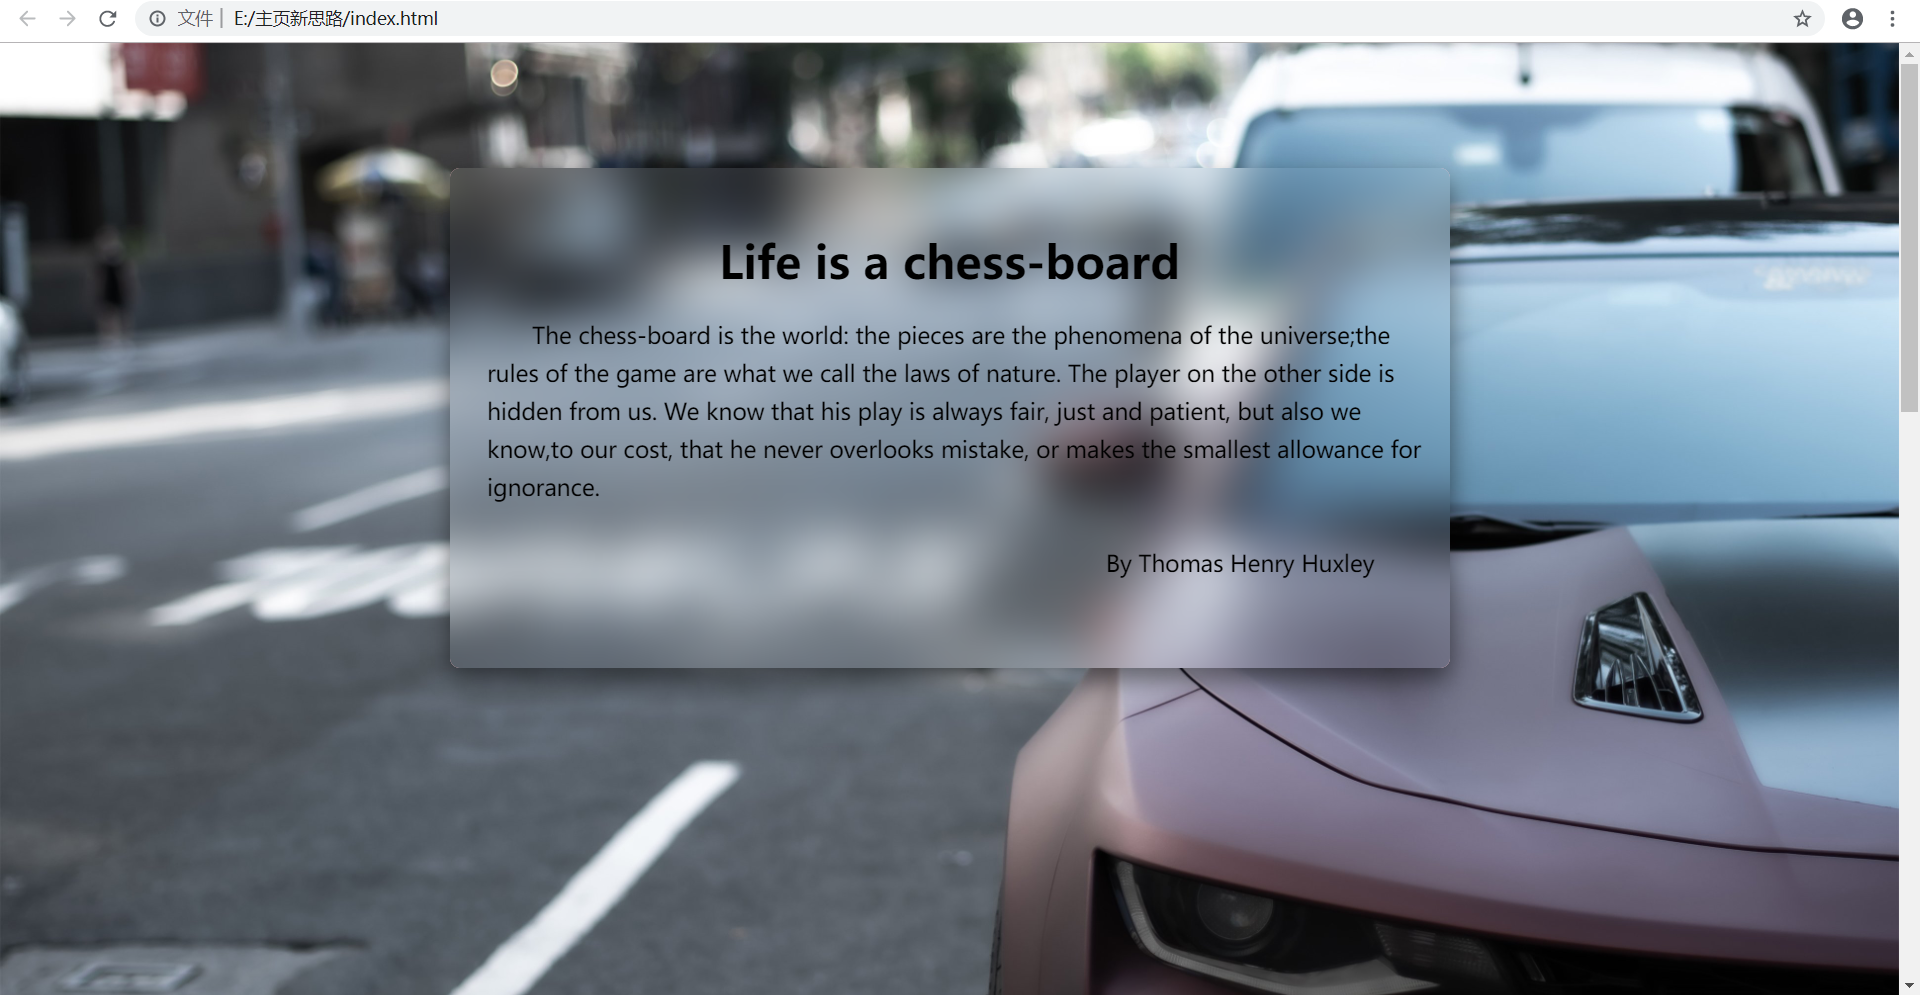 文件 | E:/主页新思路/index.html
Life is a chess-board
The chess-board is the world: the pieces are the phenomena of the universe;the
rules of the game are what we call the laws of nature. The player on the other side is
hidden from us. We know that his play is always fair, just and patient, but also we
know,to our cost, that he never overlooks mistake, or makes the smallest allowance for
ignorance.
By Thomas Henry Huxley